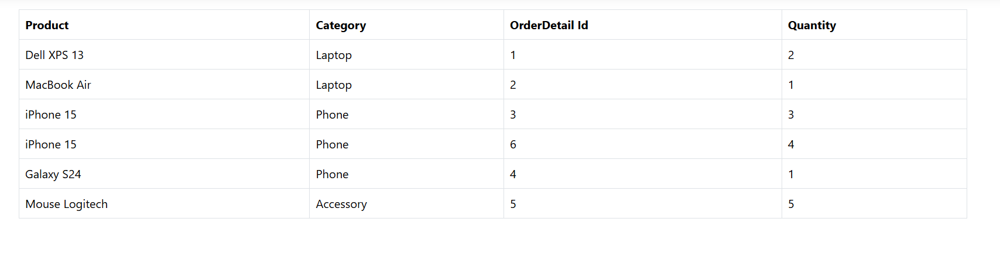 Product Category OrderDetail Id Quantity
Dell XPS 13 Laptop 1 2
MacBook Air Laptop 2 1
iPhone 15 Phone 3 3
iPhone 15 Phone 6 4
Galaxy S24 Phone 4 1
Mouse Logitech Accessory 5 5